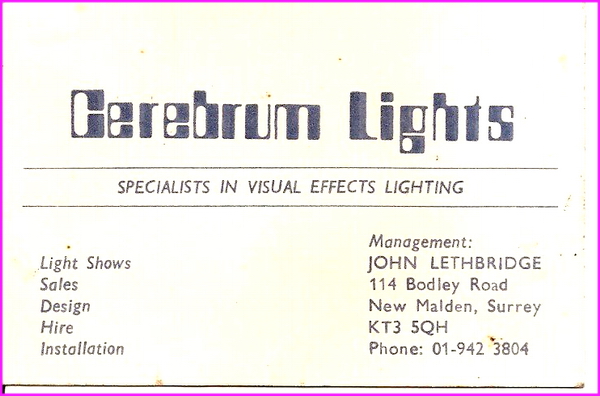 Cerebrum Lights
SPECIALISTS IN VISUAL EFFECTS LIGHTING
Light Shows
Sales
Design
Hire
Installation
Management:
JOHN LETHBRIDGE
114 Bodley Road
New Malden, Surrey
KT3 5QH
Phone: 01-942 3804